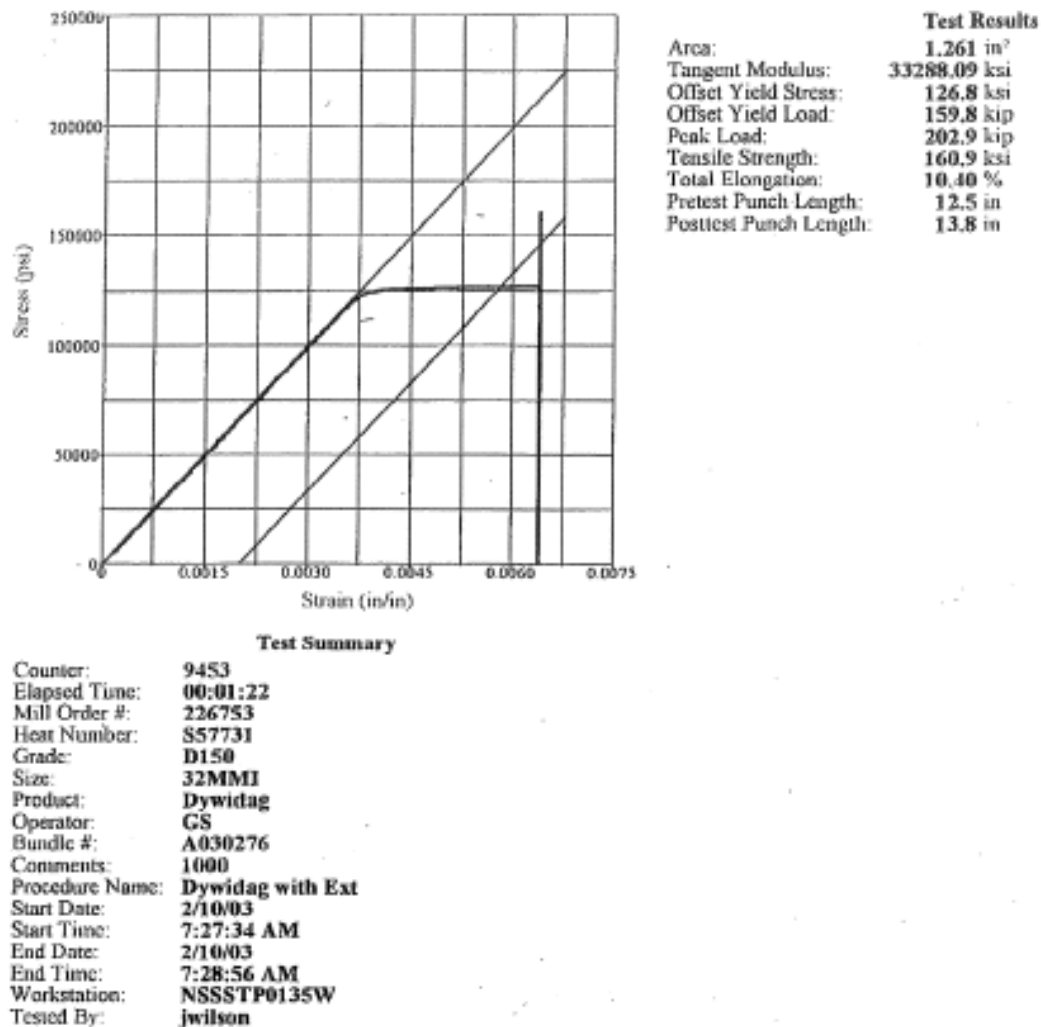 250000
200000
150000
100000
50000
0
0
0.0015
0.0030
0.0045
0.0060
0.0075
Stress (psi)
Strain (in/in)
Test Results
Area: 1.261 in²
Tangent Modulus: 33288.09 ksi
Offset Yield Stress: 126.8 ksi
Offset Yield Load: 159.8 kip
Peak Load: 202.9 kip
Tensile Strength: 160.9 ksi
Total Elongation: 10.40 %
Pretest Punch Length: 12.5 in
Posttest Punch Length: 13.8 in
Test Summary
Counter: 9453
Elapsed Time: 00:01:22
Mill Order #: 226753
Heat Number: S57731
Grade: D150
Size: 32MMI
Product: Dywidag
Operator: GS
Bundle #: A030276
Comments: 1000
Procedure Name: Dywidag with Ext
Start Date: 2/10/03
Start Time: 7:27:34 AM
End Date: 2/10/03
End Time: 7:28:56 AM
Workstation: NSSSTP0135W
Tested By: jwilson